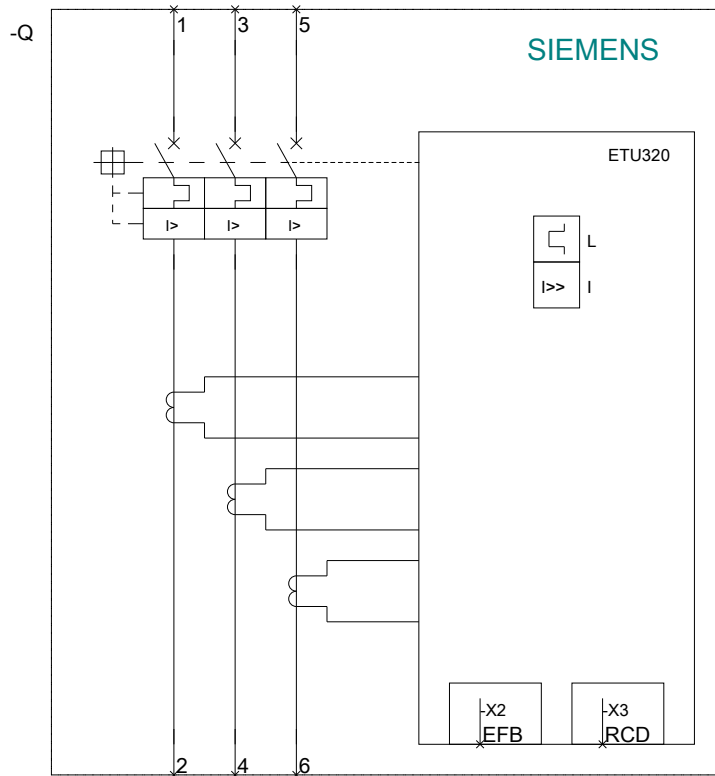 -Q
1 3 5
SIEMENS
ETU320
I> I> I>
L
I>> I
-X2
EFB
-X3
RCD
2 4 6